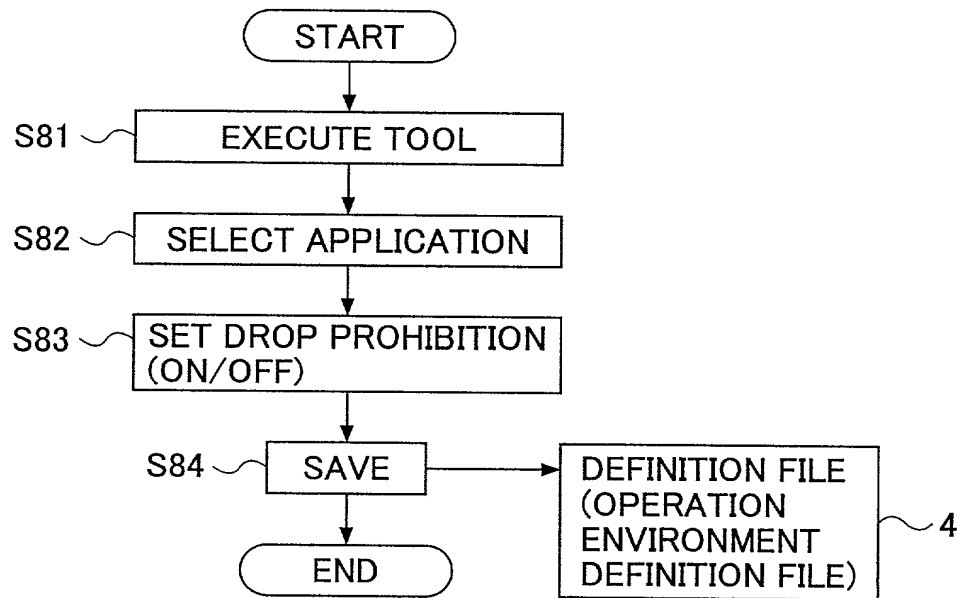 START
S81
EXECUTE TOOL
S82
SELECT APPLICATION
S83
SET DROP PROHIBITION
(ON/OFF)
S84
SAVE
DEFINITION FILE
(OPERATION
ENVIRONMENT
DEFINITION FILE)
4
END